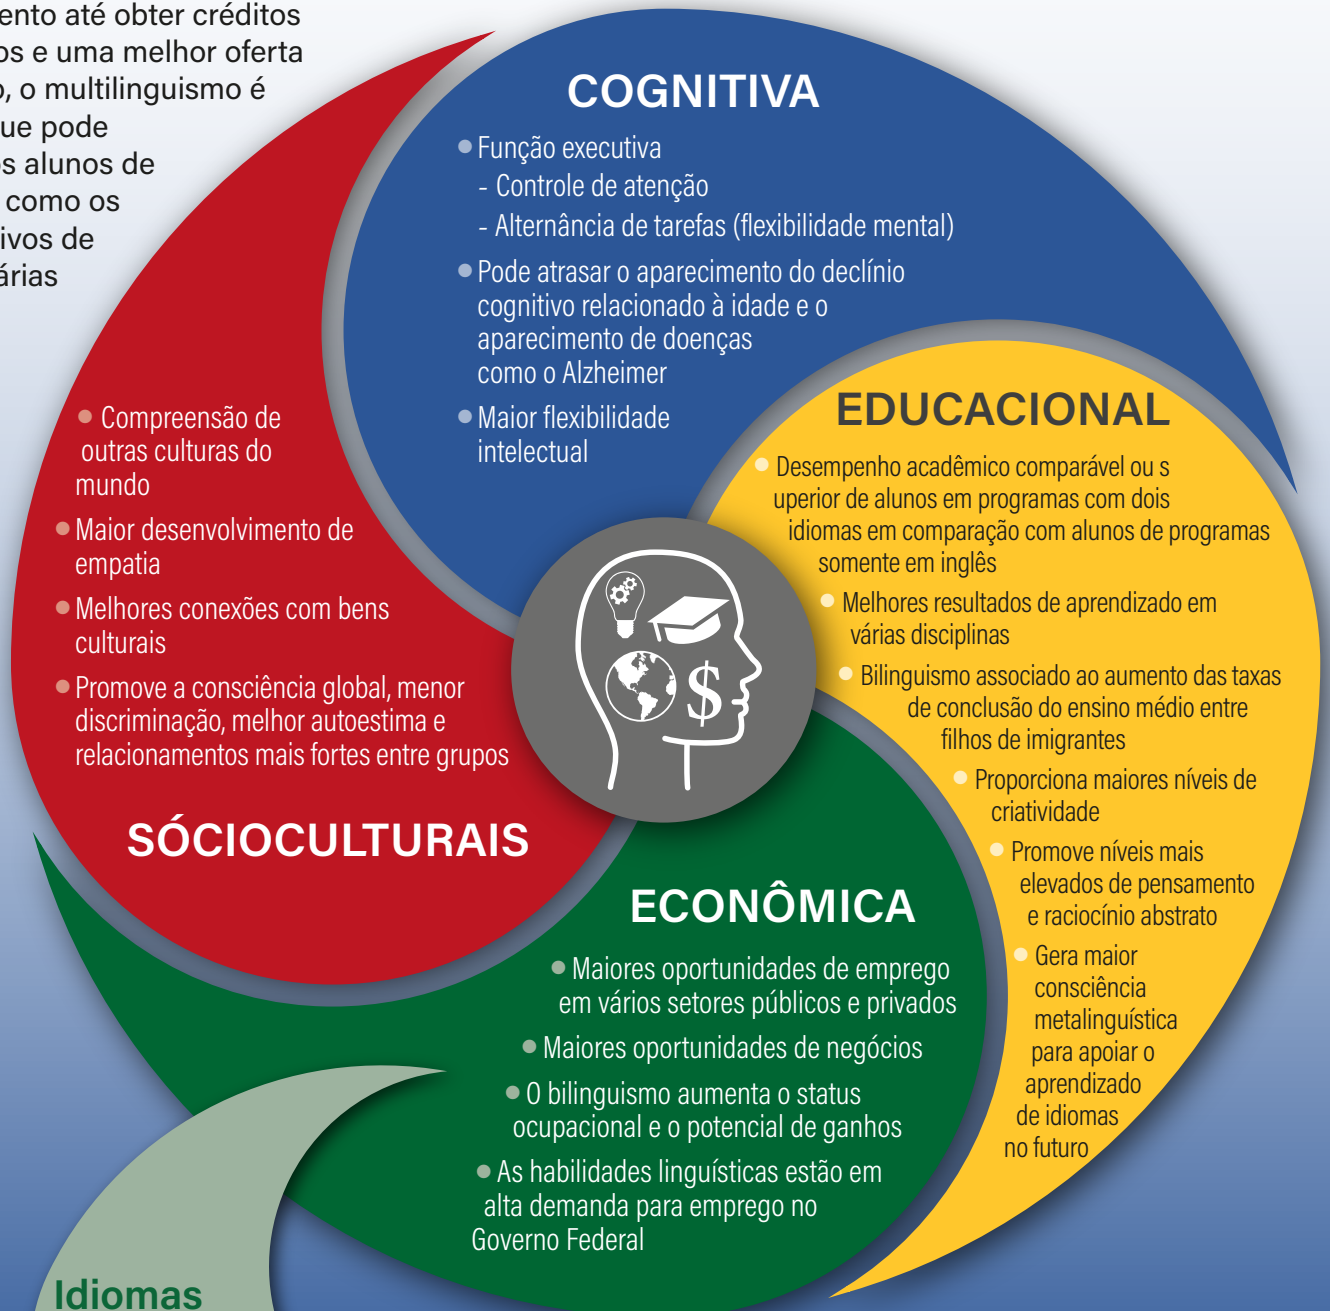 ento até obter créditos
os e uma melhor oferta
o, o multilinguismo é
ue pode
os alunos de
como os
ivos de
árias
COGNITIVA
• Função executiva
- Controle de atenção
- Alternância de tarefas (flexibilidade mental)
• Pode atrasar o aparecimento do declínio
cognitivo relacionado à idade e o
aparecimento de doenças
como o Alzheimer
• Maior flexibilidade
intelectual
EDUCACIONAL
• Desempenho acadêmico comparável ou s
uperior de alunos em programas com dois
idiomas em comparação com alunos de programas
somente em inglês
• Melhores resultados de aprendizado em
várias disciplinas
• Bilinguismo associado ao aumento das taxas
de conclusão do ensino médio entre
filhos de imigrantes
• Proporciona maiores níveis de
criatividade
• Promove níveis mais
elevados de pensamento
e raciocínio abstrato
• Gera maior
consciência
metalinguística
para apoiar o
aprendizado
de idiomas
no futuro
• Compreensão de
outras culturas do
mundo
• Maior desenvolvimento de
empatia
• Melhores conexões com bens
culturais
• Promove a consciência global, menor
discriminação, melhor autoestima e
relacionamentos mais fortes entre grupos
SÓCIOCULTURAIS
$
ECONÔMICA
• Maiores oportunidades de emprego
em vários setores públicos e privados
• Maiores oportunidades de negócios
• O bilinguismo aumenta o status
ocupacional e o potencial de ganhos
• As habilidades linguísticas estão em
alta demanda para emprego no
Governo Federal
Idiomas